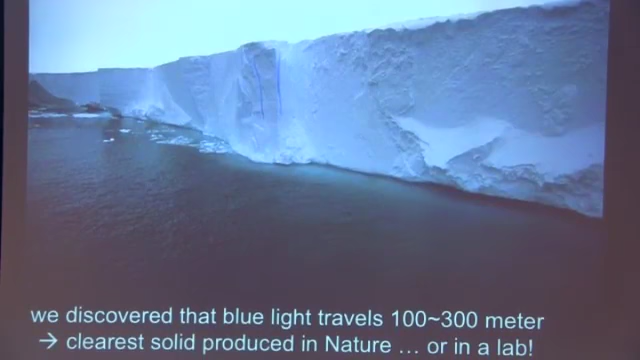 we discovered that blue light travels 100~300 meter
→ clearest solid produced in Nature … or in a lab!